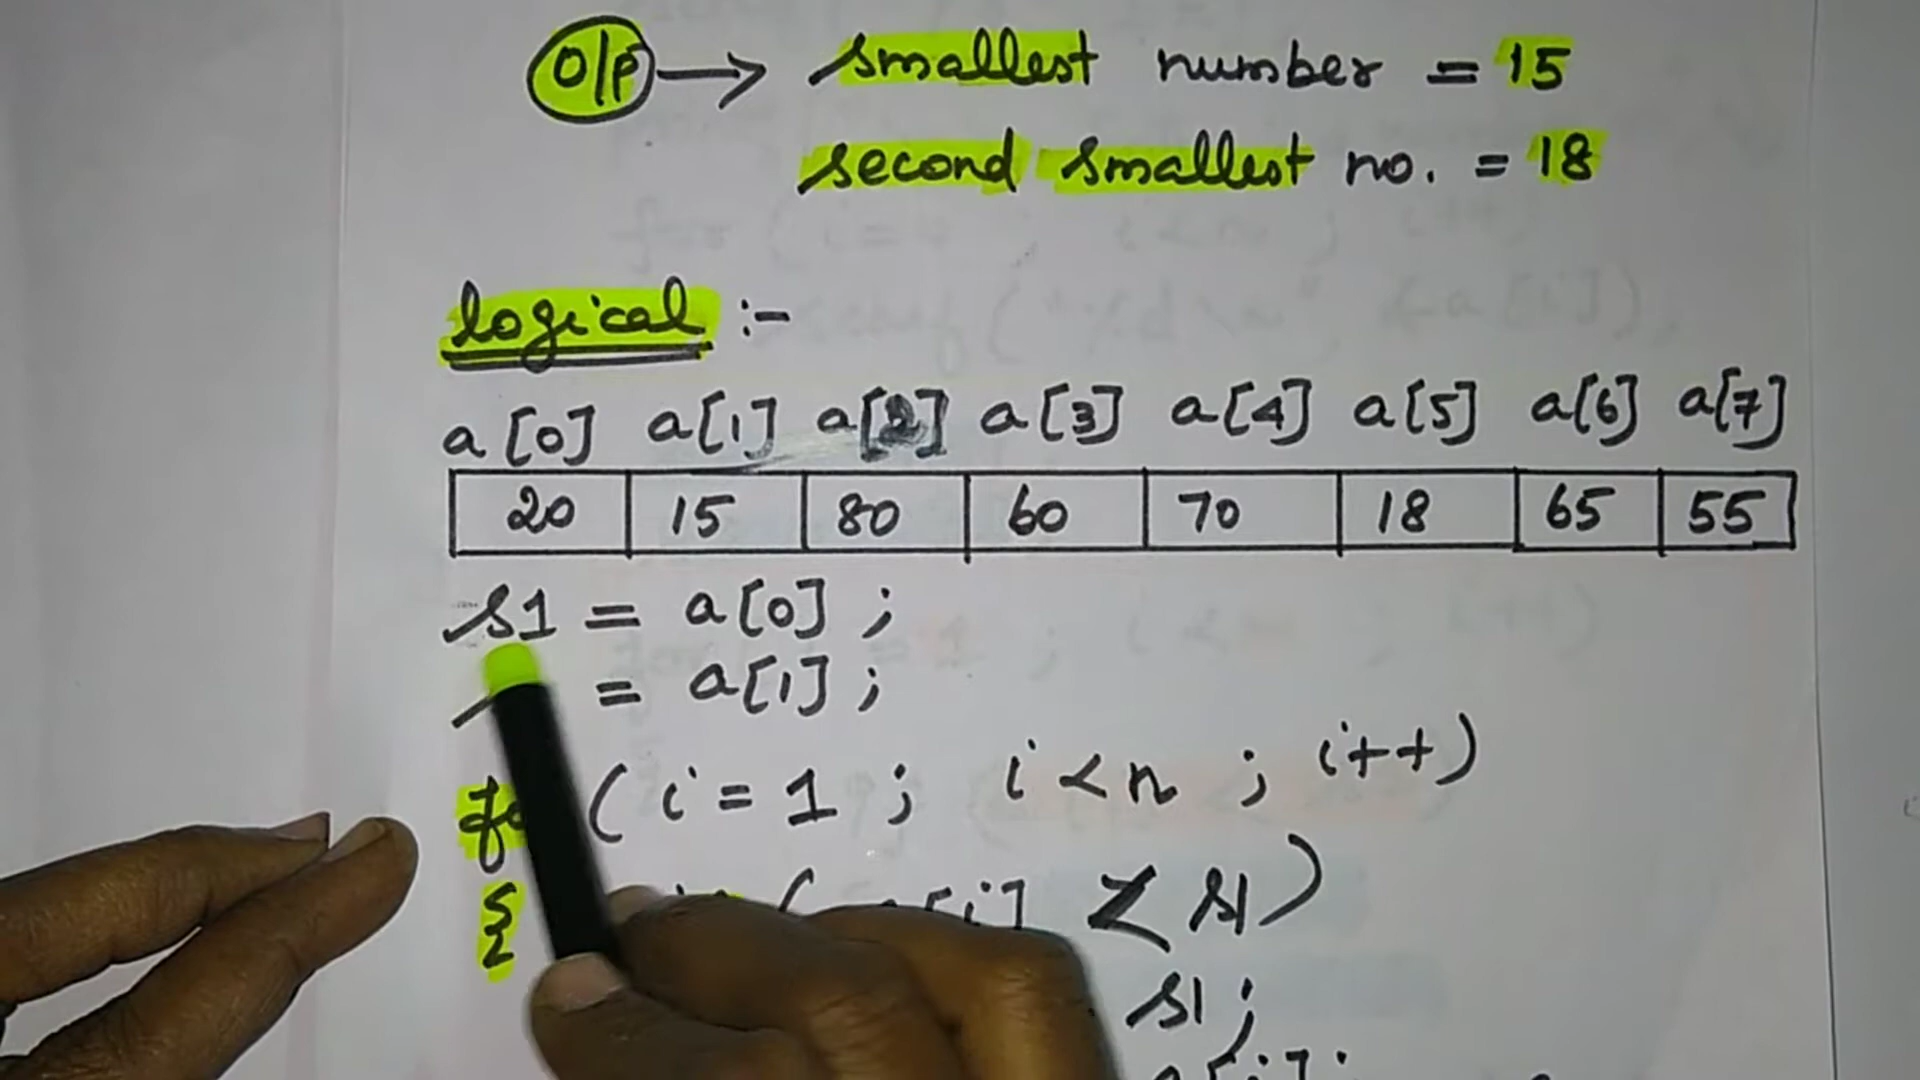 O/P → smallest number = 15
second smallest no. = 18
logical :-
a[0] a[1] a[2] a[3] a[4] a[5] a[6] a[7]
20 15 80 60 70 18 65 55
s1 = a[0] ;
= a[1] ;
( i = 1 ; i < n ; i++)
( a[i] < s1 )
s1 ;
a[i];